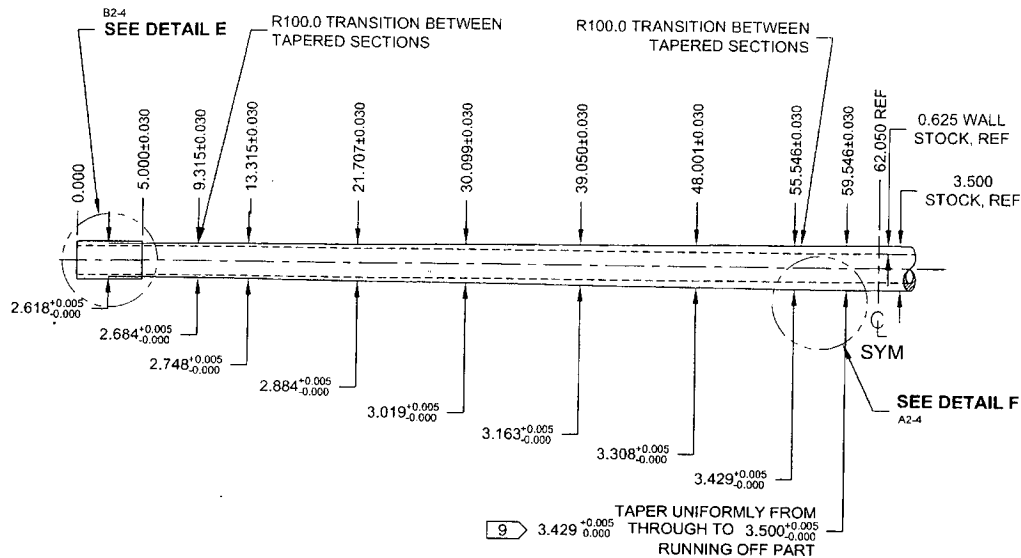 B2-4
SEE DETAIL E
R100.0 TRANSITION BETWEEN
TAPERED SECTIONS
R100.0 TRANSITION BETWEEN
TAPERED SECTIONS
0.000
5.000±0.030
9.315±0.030
13.315±0.030
21.707±0.030
30.099±0.030
39.050±0.030
48.001±0.030
55.546±0.030
59.546±0.030
62.050 REF
0.625 WALL
STOCK, REF
3.500
STOCK, REF
2.618 +0.005 -0.000
2.684 +0.005 -0.000
2.748 +0.005 -0.000
2.884 +0.005 -0.000
3.019 +0.005 -0.000
3.163 +0.005 -0.000
3.308 +0.005 -0.000
3.429 +0.005 -0.000
CL
SYM
SEE DETAIL F
A2-4
TAPER UNIFORMLY FROM
9 3.429 +0.005 0.000 THROUGH TO 3.500 +0.005 -0.000
RUNNING OFF PART